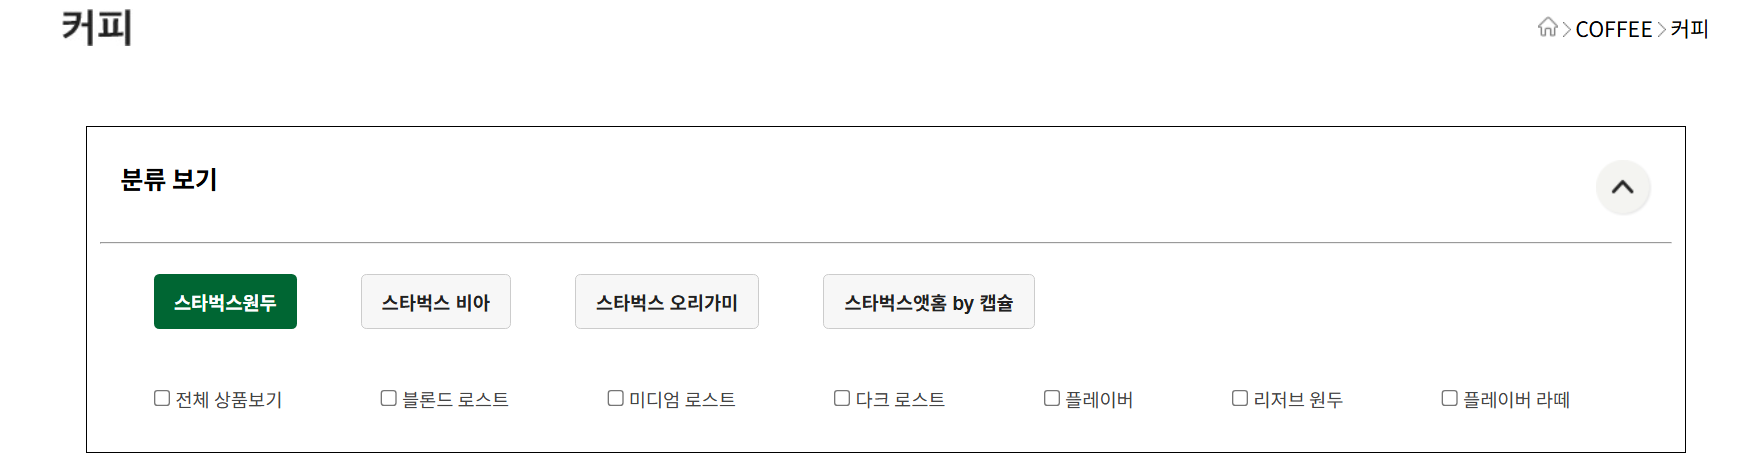 커피
COFFEE 커피
분류 보기
스타벅스원두 스타벅스 비아 스타벅스 오리가미 스타벅스앳홈 by 캡슐
전체 상품보기 블론드 로스트 미디엄 로스트 다크 로스트 플레이버 리저브 원두 플레이버 라떼